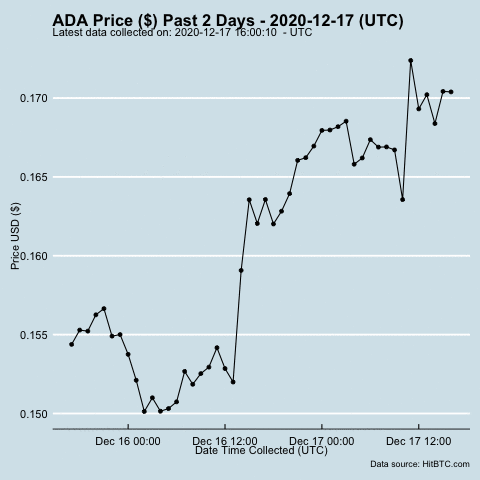 ADA Price ($) Past 2 Days - 2020-12-17 (UTC)
Latest data collected on: 2020-12-17 16:00:10  - UTC
0.170
0.165
0.160
0.155
0.150
Price USD ($)
Dec 16 00:00 Dec 16 12:00 Dec 17 00:00 Dec 17 12:00
Date Time Collected (UTC)
Data source: HitBTC.com